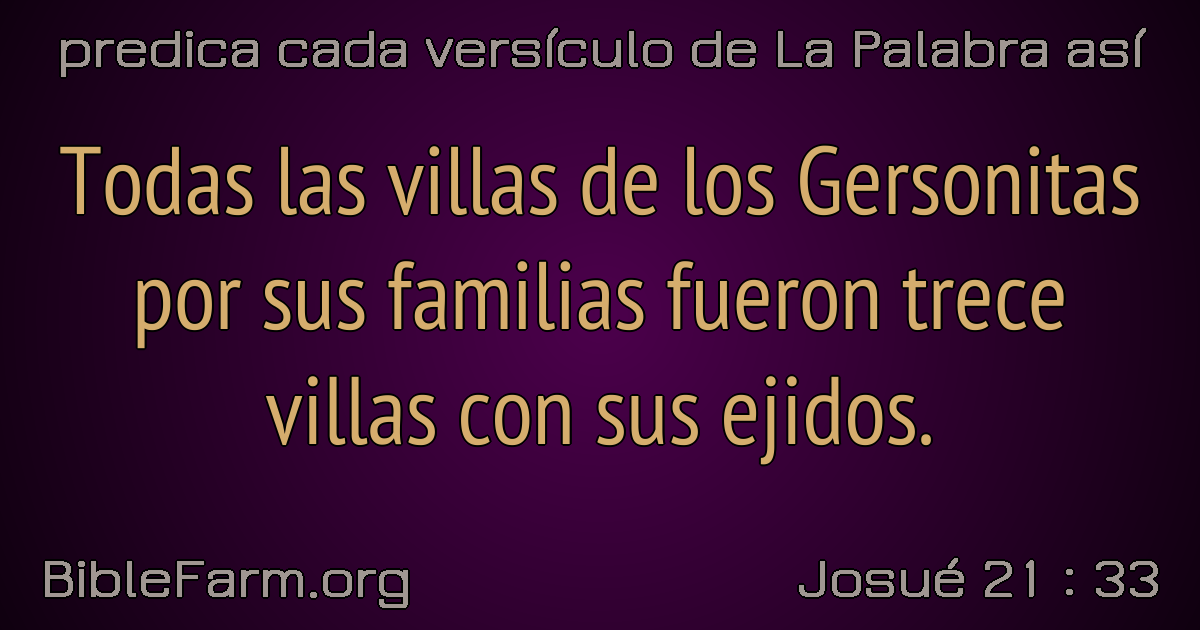 predica cada versículo de La Palabra así
Todas las villas de los Gersonitas
por sus familias fueron trece
villas con sus ejidos.
BibleFarm.org
Josué 21 : 33